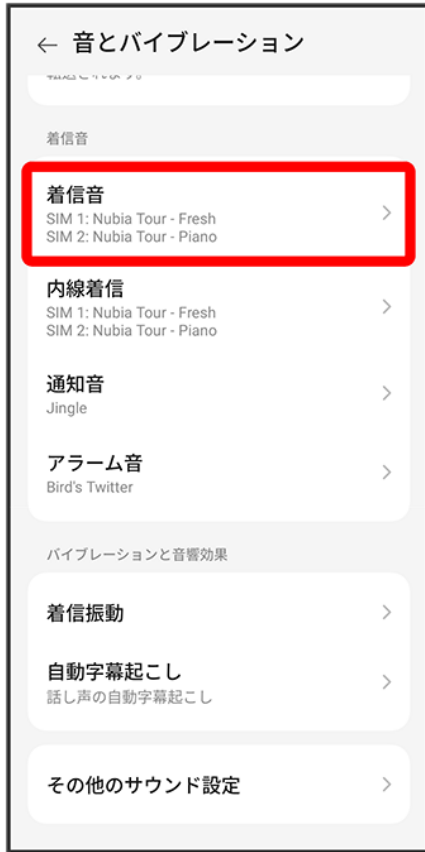 音とバイブレーション
着信音
着信音
SIM 1: Nubia Tour - Fresh
SIM 2: Nubia Tour - Piano
内線着信
SIM 1: Nubia Tour - Fresh
SIM 2: Nubia Tour - Piano
通知音
Jingle
アラーム音
Bird's Twitter
バイブレーションと音響効果
着信振動
自動字幕起こし
話し声の自動字幕起こし
その他のサウンド設定